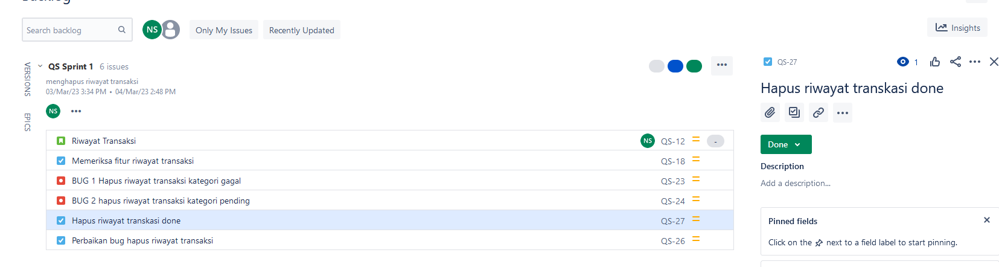 Backlog
Search backlog
NS
Only My Issues
Recently Updated
Insights
VERSIONS
EPICS
QS Sprint 1 6 issues
menghapus riwayat transaksi
03/Mar/23 3:34 PM • 04/Mar/23 2:48 PM
NS
Riwayat Transaksi NS QS-12 -
Memeriksa fitur riwayat transaksi QS-18
BUG 1 Hapus riwayat transaksi kategori gagal QS-23
BUG 2 hapus riwayat transaksi kategori pending QS-24
Hapus riwayat transkasi done QS-27
Perbaikan bug hapus riwayat transaksi QS-26
QS-27 1
Hapus riwayat transkasi done
Done
Description
Add a description...
Pinned fields
Click on the next to a field label to start pinning.